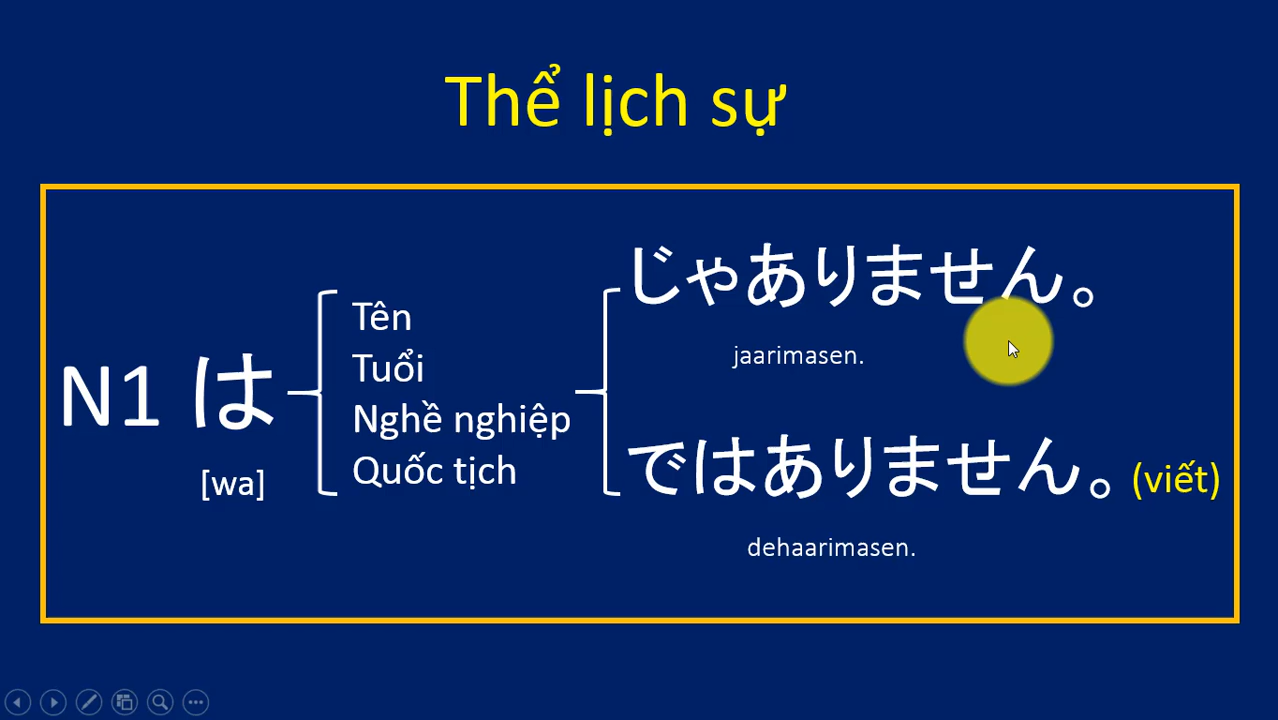 Thể lịch sự
N1 は
[wa]
Tên
Tuổi
Nghề nghiệp
Quốc tịch
じゃありません。
jaarimasen.
ではありません。(viết)
dehaarimasen.